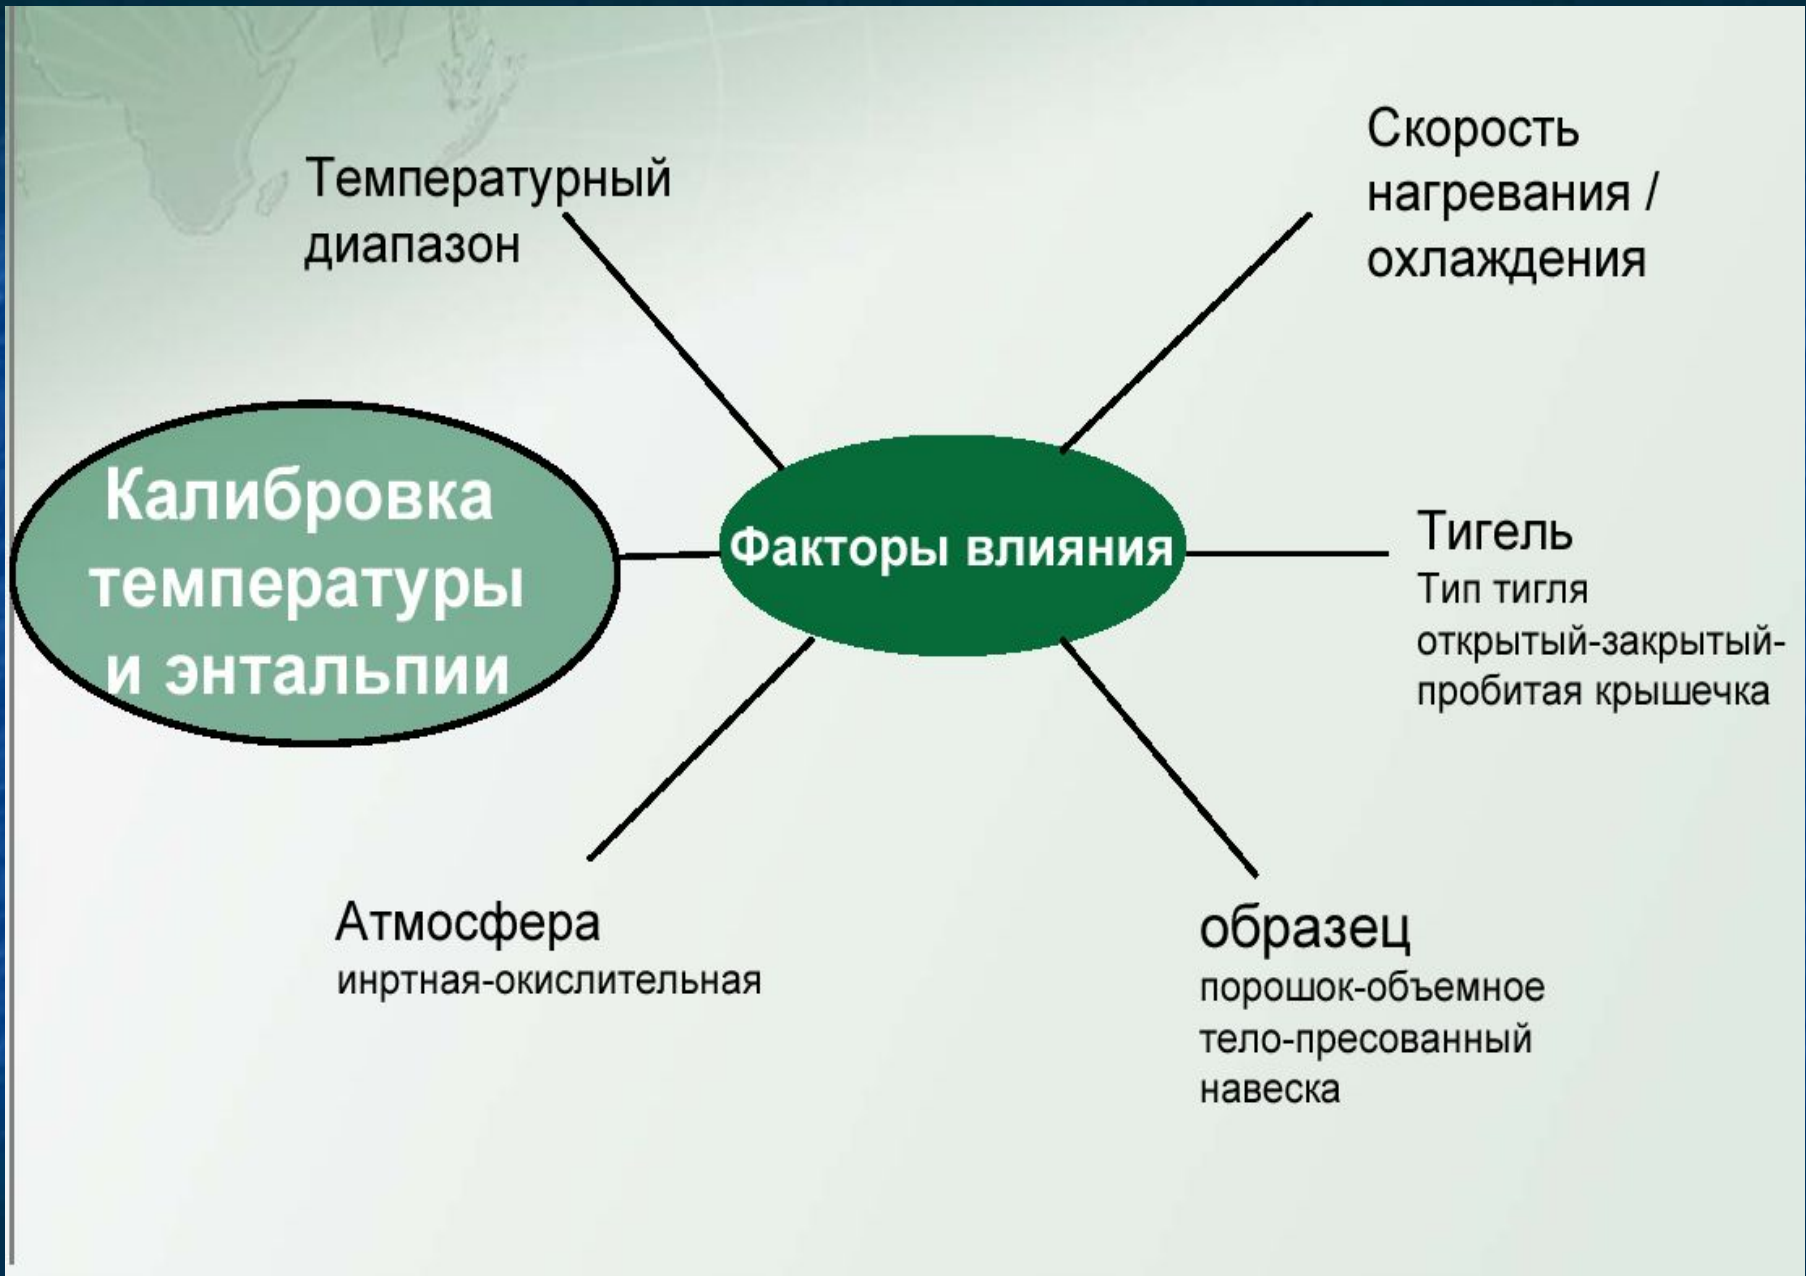 Температурный
диапазон
Скорость
нагревания /
охлаждения
Калибровка
температуры
и энтальпии
Факторы влияния
Тигель
Тип тигля
открытый-закрытый-
пробитая крышечка
Атмосфера
инртная-окислительная
образец
порошок-объемное
тело-пресованный
навеска